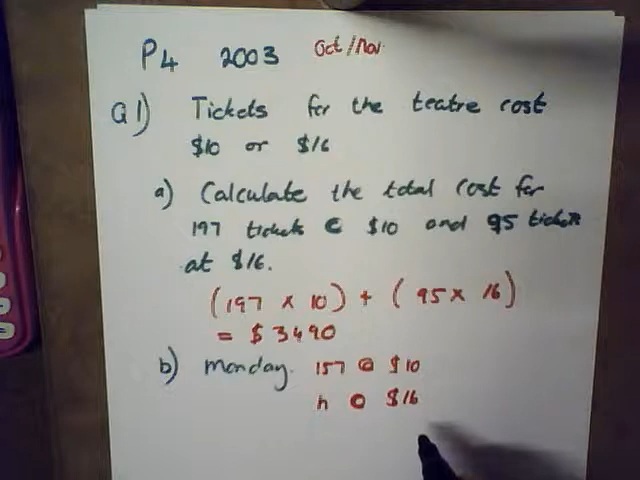 P4 2003 Oct/Nov
Q1) Tickets for the teatre cost
$10 or $16
a) Calculate the total cost for
197 tickets @ $10 and 95 tickets
at $16.
(197 × 10) + (95 × 16)
= $3490
b) monday. 157 @ $10
n @ $16